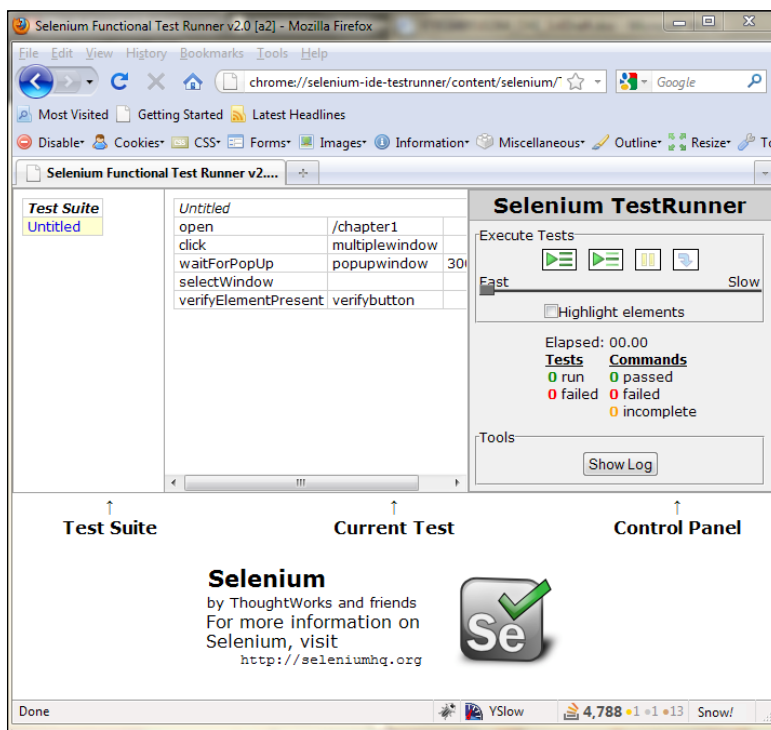 Selenium Functional Test Runner v2.0 [a2] - Mozilla Firefox
File Edit View History Bookmarks Tools Help
chrome://selenium-ide-testrunner/content/selenium/
Google
Most Visited Getting Started Latest Headlines
Disable Cookies CSS Forms Images Information Miscellaneous Outline Resize
Selenium Functional Test Runner v2....
Test Suite
Untitled
Untitled
open /chapter1
click multiplewindow
waitForPopUp popupwindow
selectWindow
verifyElementPresent verifybutton
Selenium TestRunner
Execute Tests
Fast Slow
Highlight elements
Elapsed: 00.00
Tests Commands
0 run 0 passed
0 failed 0 failed
0 incomplete
Tools
Show Log
↑ ↑ ↑
Test Suite Current Test Control Panel
Selenium
by ThoughtWorks and friends
For more information on
Selenium, visit
http://seleniumhq.org
Se
Done YSlow 4,788 •1 •1 •13 Snow!